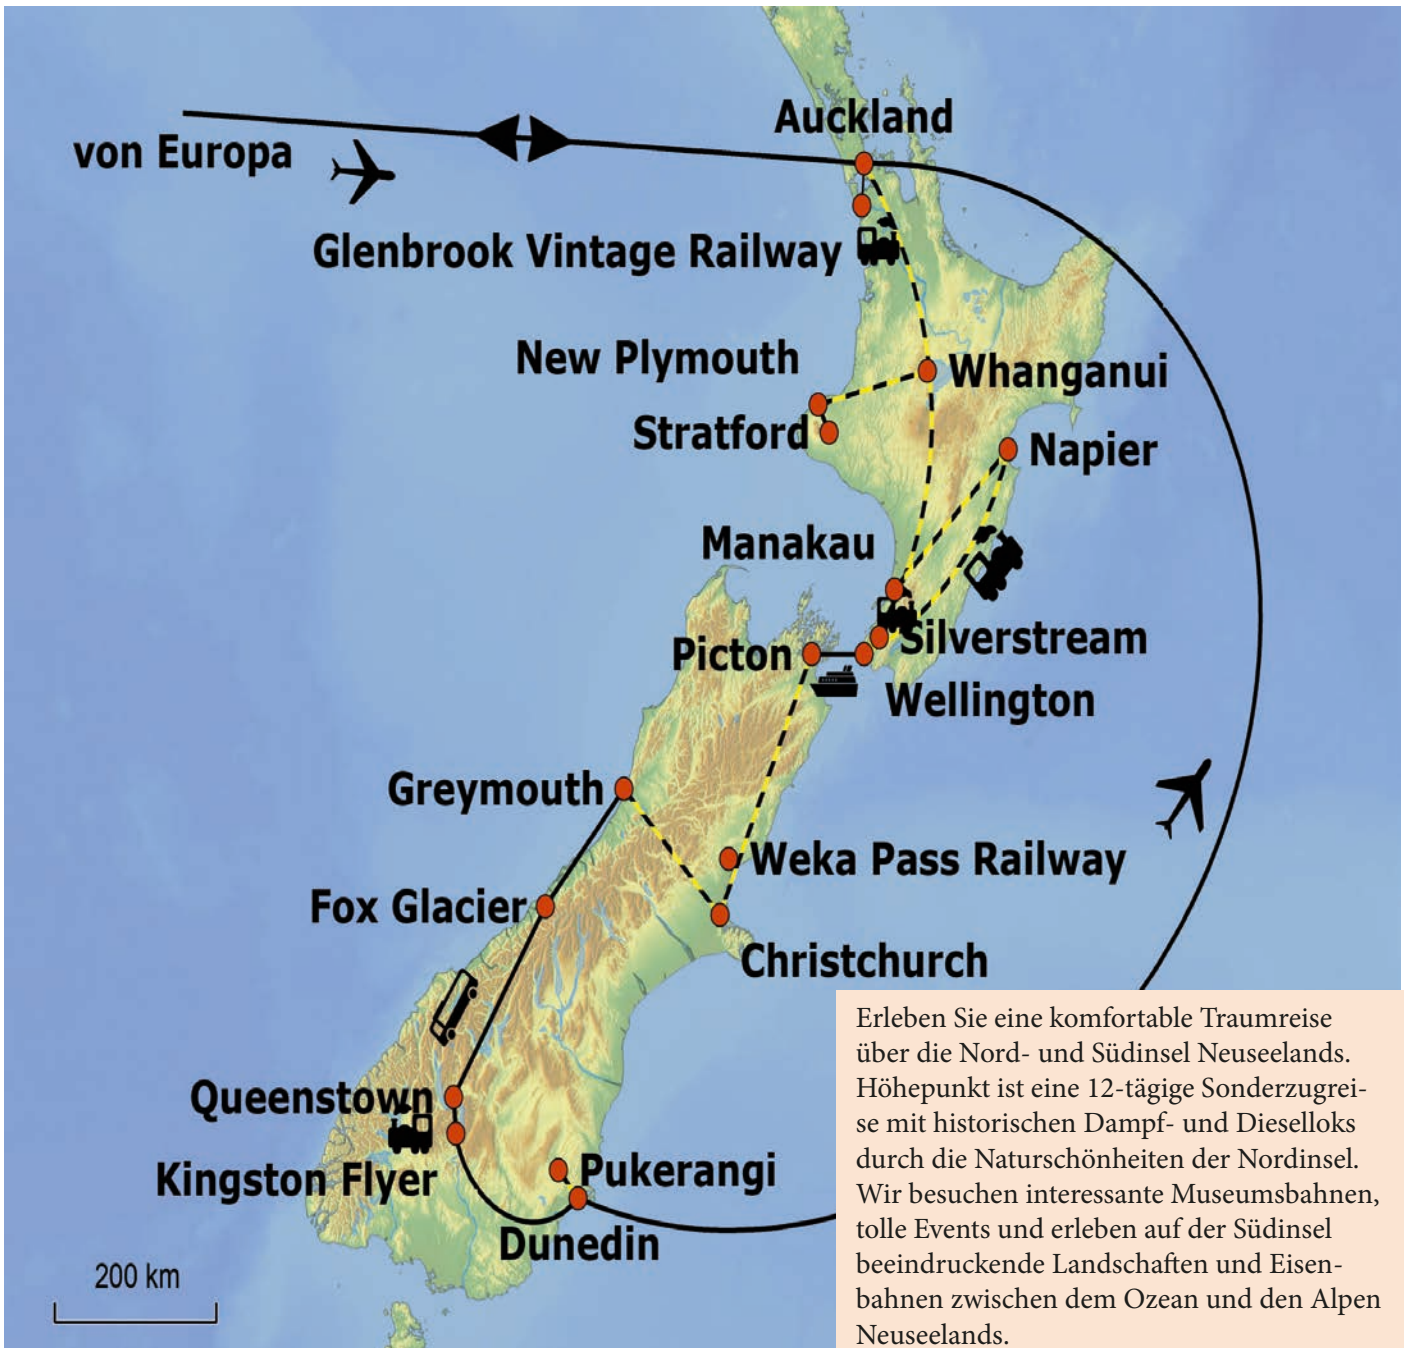 Auckland
von Europa
Glenbrook Vintage Railway
New Plymouth
Whanganui
Stratford
Napier
Manakau
Silverstream
Picton
Wellington
Greymouth
Weka Pass Railway
Fox Glacier
Christchurch
Queenstown
Kingston Flyer
Pukerangi
Dunedin
200 km
Erleben Sie eine komfortable Traumreise
über die Nord- und Südinsel Neuseelands.
Höhepunkt ist eine 12-tägige Sonderzugrei-
se mit historischen Dampf- und Dieselloks
durch die Naturschönheiten der Nordinsel.
Wir besuchen interessante Museumsbahnen,
tolle Events und erleben auf der Südinsel
beeindruckende Landschaften und Eisen-
bahnen zwischen dem Ozean und den Alpen
Neuseelands.